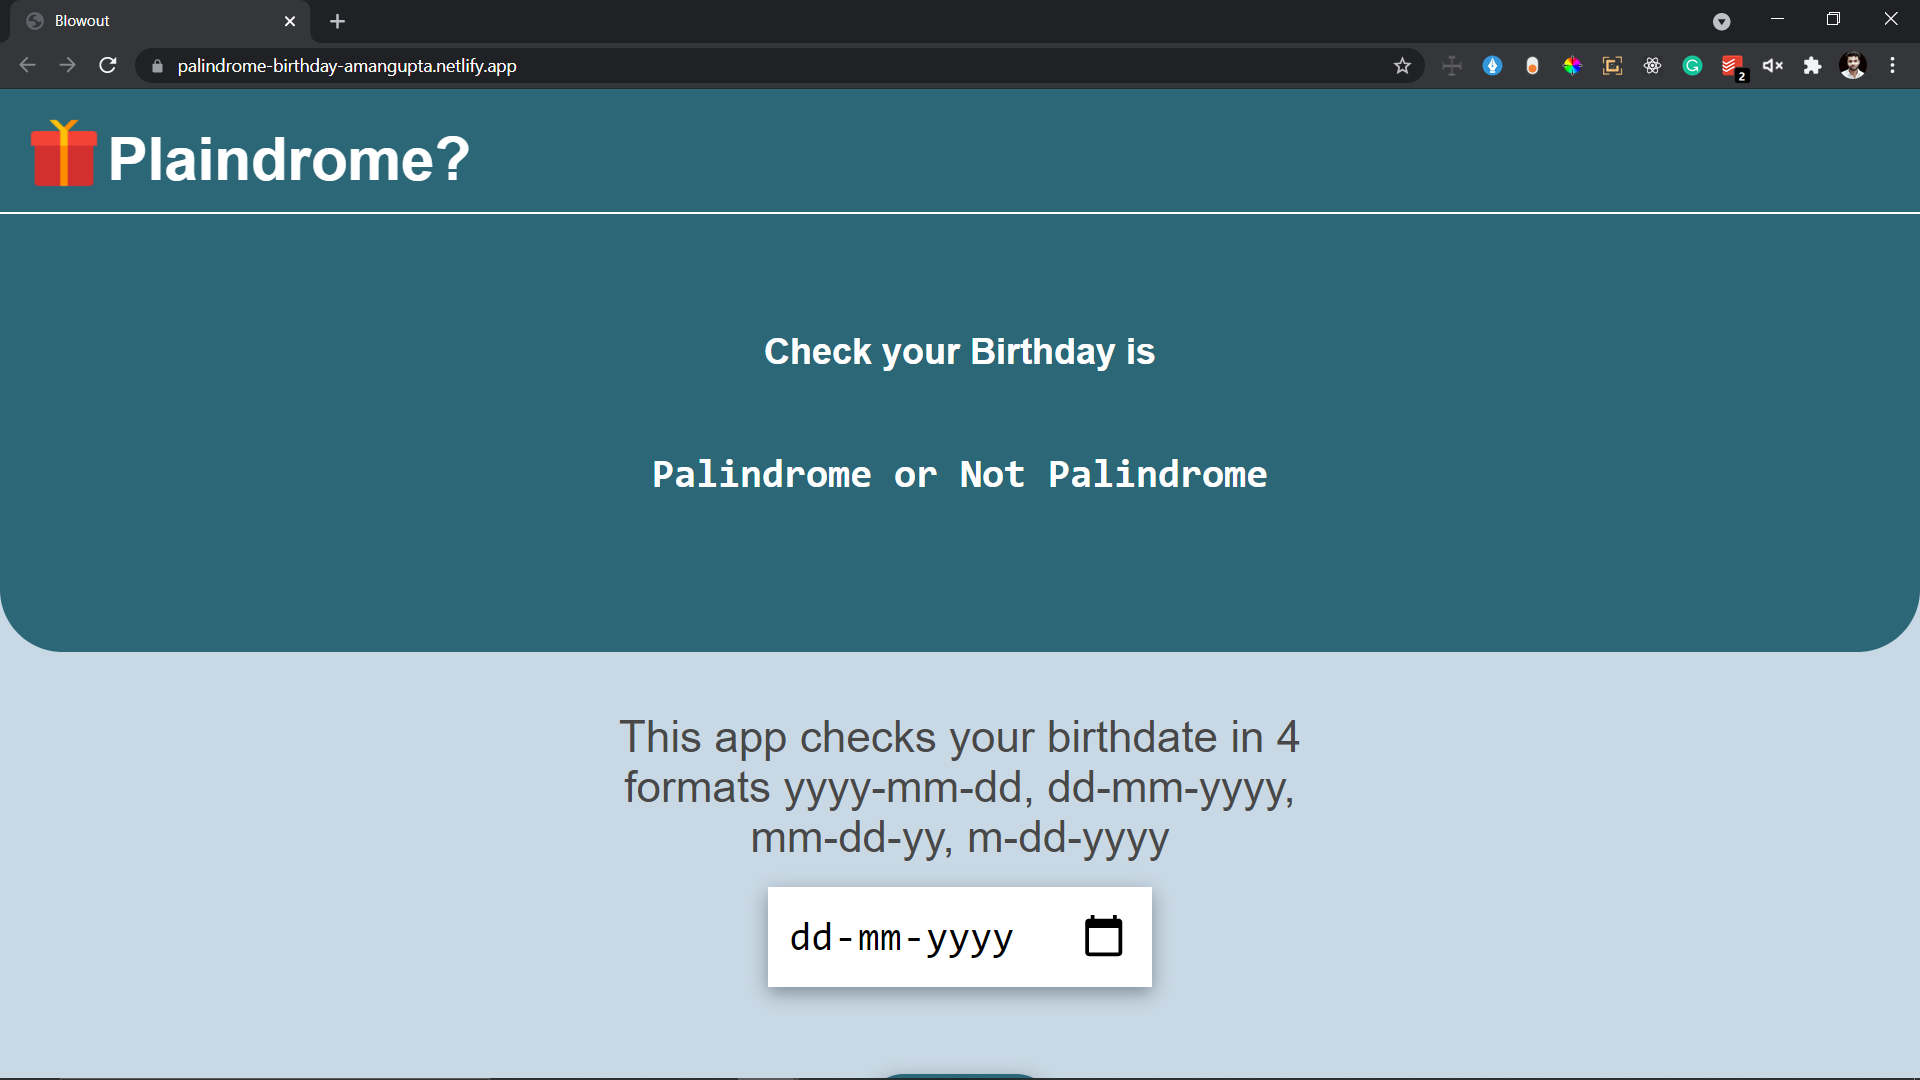 Blowout
palindrome-birthday-amangupta.netlify.app
2
Plaindrome?
Check your Birthday is
Palindrome or Not Palindrome
This app checks your birthdate in 4
formats yyyy-mm-dd, dd-mm-yyyy,
mm-dd-yy, m-dd-yyyy
dd-mm-yyyy